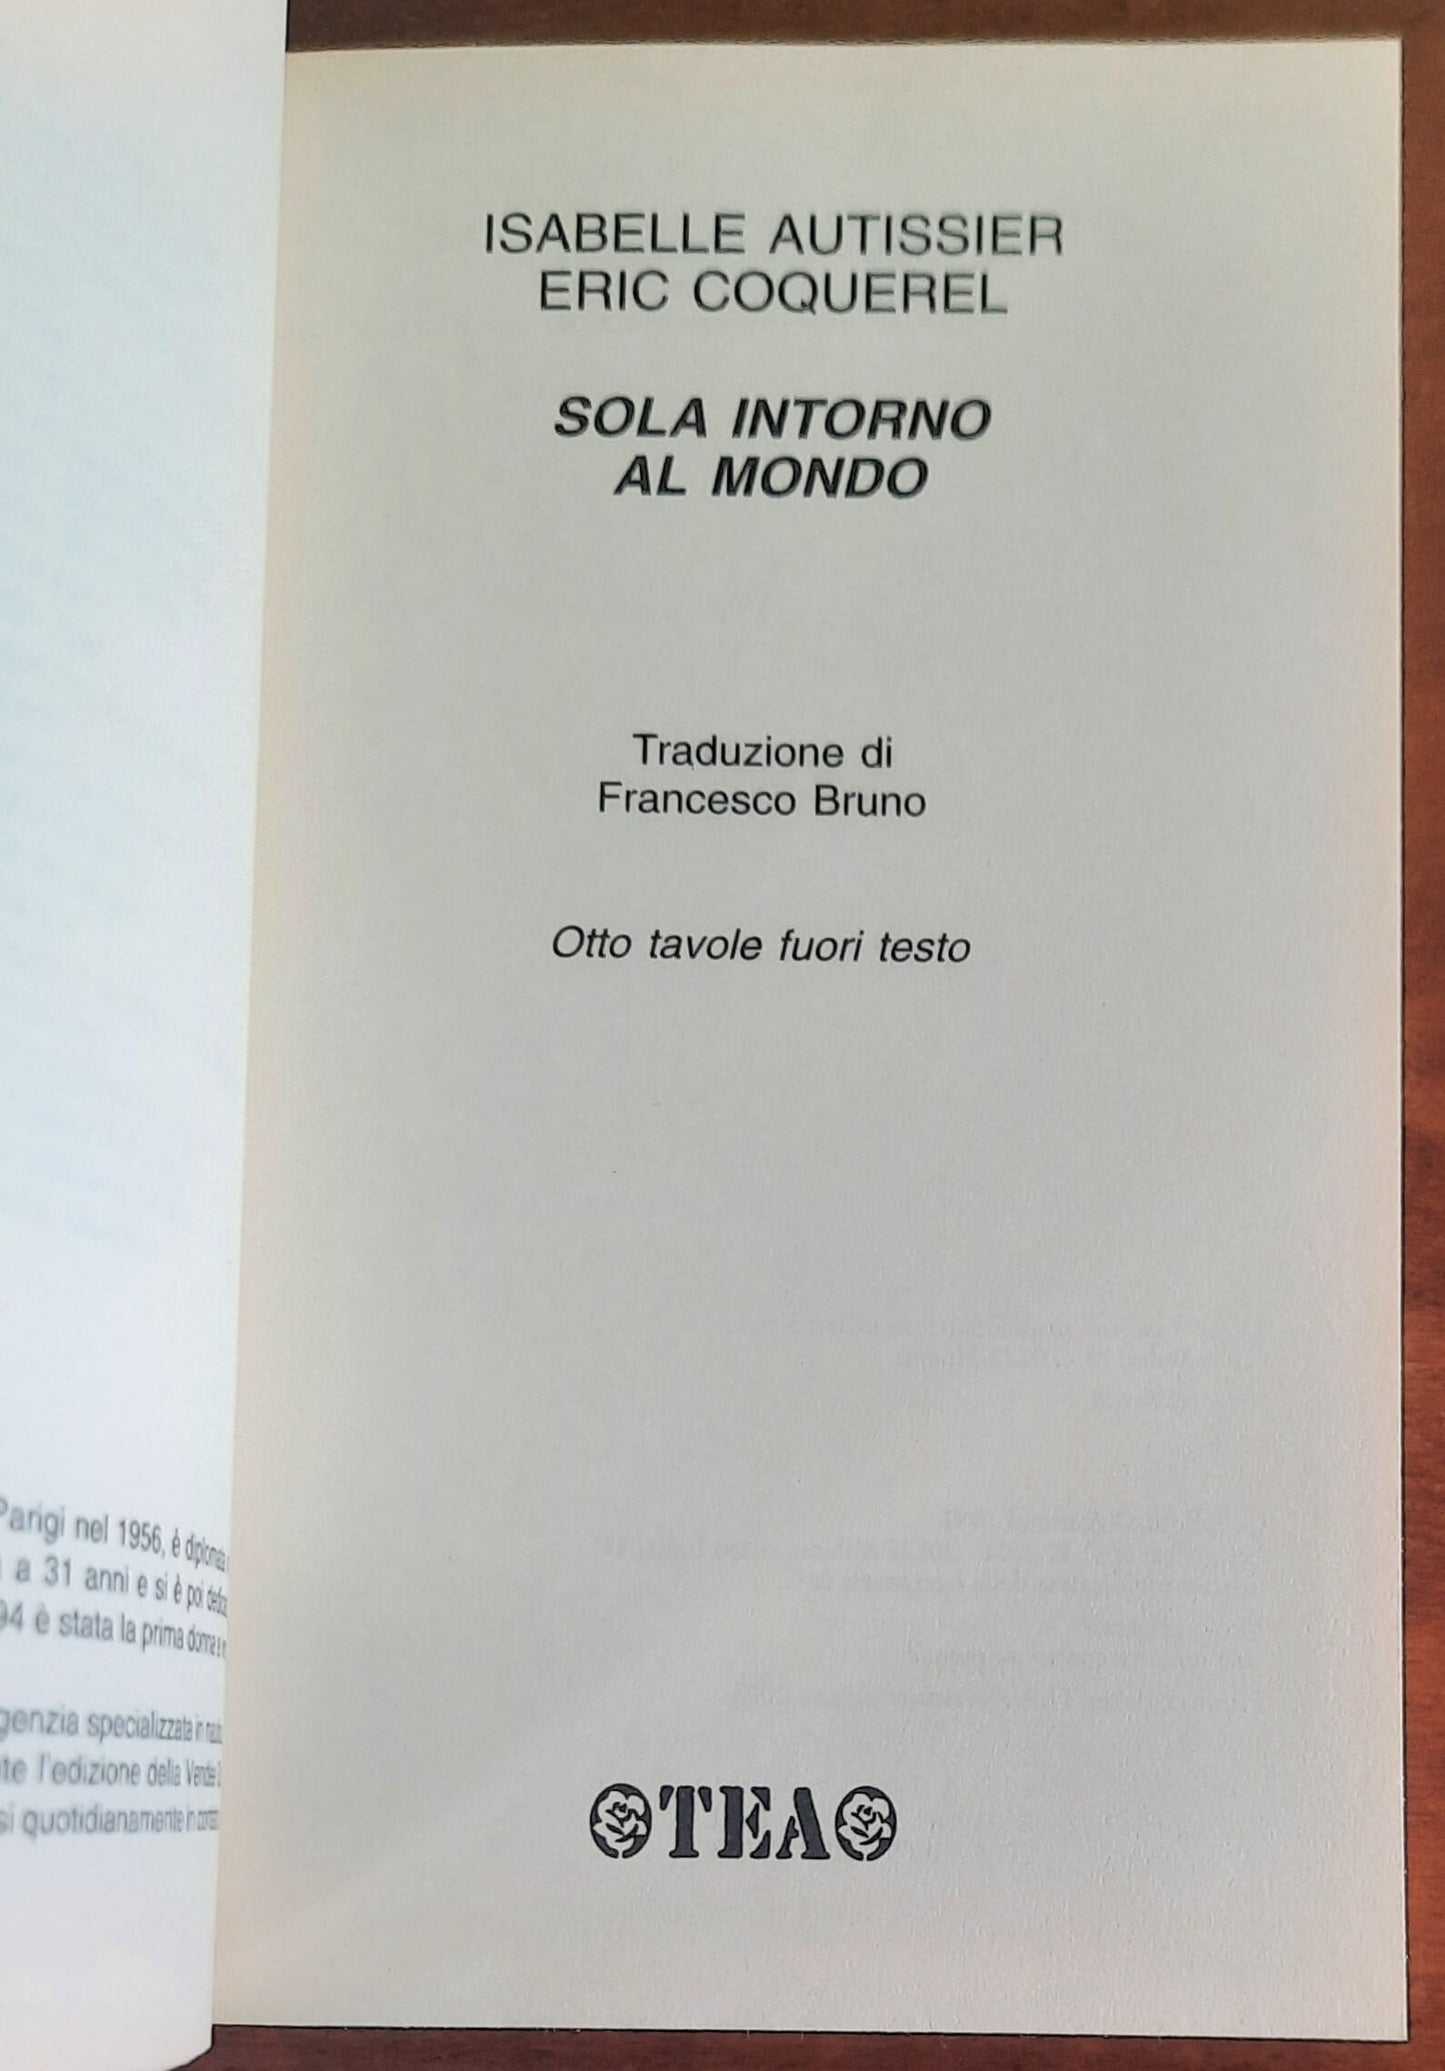 Parigi nel 1956, è diplomata
a 31 anni e si è poi
94 è stata la prima donna e
genzia specializzata in
te l'edizione della
si quotidianamente in
ISABELLE AUTISSIER
ERIC COQUEREL
SOLA INTORNO
AL MONDO
Traduzione di
Francesco Bruno
Otto tavole fuori testo
TEA